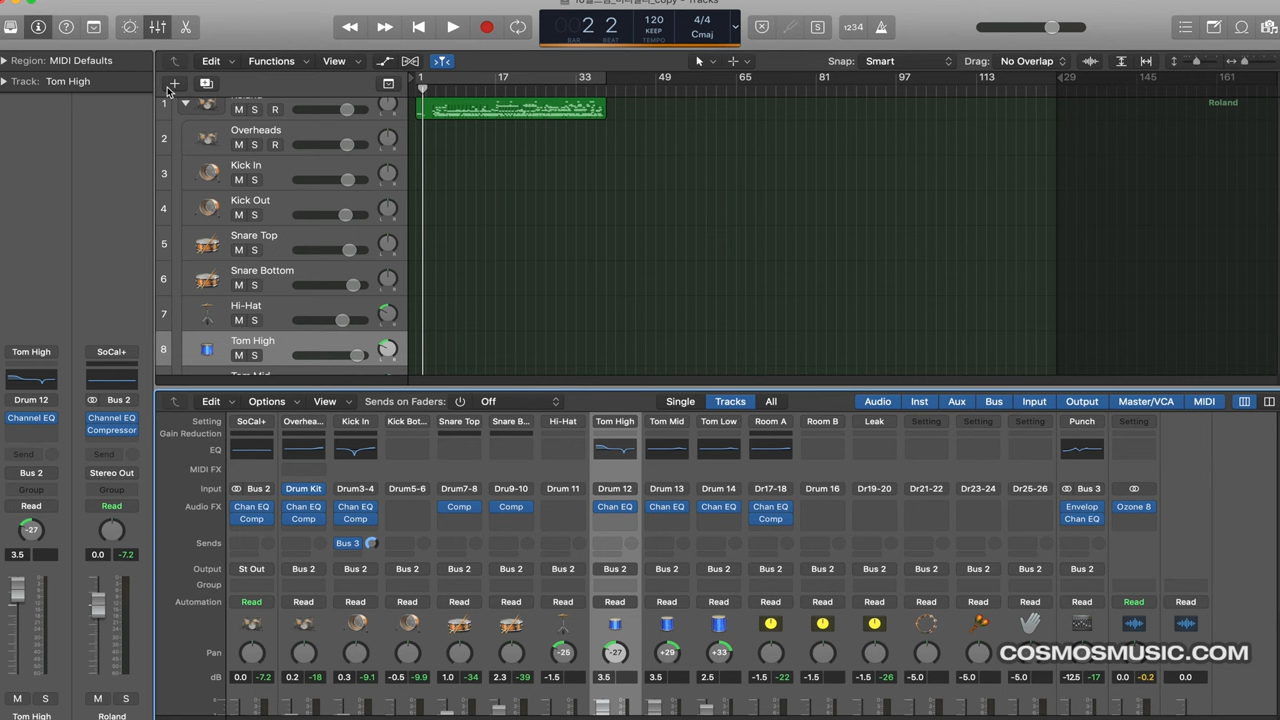 _copy - Tracks
2 2
BAR BEAT
120
KEEP
TEMPO
4/4
Cmaj
1234
Region: MIDI Defaults
Edit Functions View Snap: Smart Drag: No Overlap
Track: Tom High
1 17 33 49 65 81 97 113 29 145 161
1
M S R
Roland
2 Overheads
M S R
3 Kick In
M S
4 Kick Out
M S
5 Snare Top
M S
6 Snare Bottom
M S
7 Hi-Hat
M S
8 Tom High
M S
Tom High SoCal+
Drum 12 Bus 2
Channel EQ Channel EQ
Compressor
Send Send
Bus 2 Stereo Out
Group Group
Read Read
-27
3.5 0.0 -7.2
M S M S
Tom High Roland
Edit Options View Sends on Faders: Off Single Tracks All Audio Inst Aux Bus Input Output Master/VCA MIDI
Setting SoCal+ Overhea... Kick In Kick Bot... Snare Top Snare B... Hi-Hat Tom High Tom Mid Tom Low Room A Room B Leak Setting Setting Setting Punch Setting
Gain Reduction
EQ
MIDI FX
Input Bus 2 Drum Kit Drum3-4 Drum5-6 Drum7-8 Dru9-10 Drum 11 Drum 12 Drum 13 Drum 14 Dr17-18 Drum 16 Dr19-20 Dr21-22 Dr23-24 Dr25-26 Bus 3
Audio FX Chan EQ Chan EQ Chan EQ Comp Comp Chan EQ Chan EQ Chan EQ Chan EQ Envelop Ozone 8
Comp Comp Comp Comp Chan EQ
Sends Bus 3
Output St Out Bus 2 Bus 2 Bus 2 Bus 2 Bus 2 Bus 2 Bus 2 Bus 2 Bus 2 Bus 2 Bus 2 Bus 2 Bus 2 Bus 2 Bus 2 Bus 2
Group
Automation Read Read Read Read Read Read Read Read Read Read Read Read Read Read Read Read Read Read Read
Pan -25 -27 +29 +33
COSMOSMUSIC.COM
dB 0.0 -7.2 0.2 -18 0.3 -9.1 -0.5 -9.9 1.0 -34 2.3 -39 -1.5 3.5 3.5 2.5 -1.5 -22 -1.5 -1.5 -26 -5.0 -5.0 -5.0 -12.5 -17 0.0 -0.2 0.0